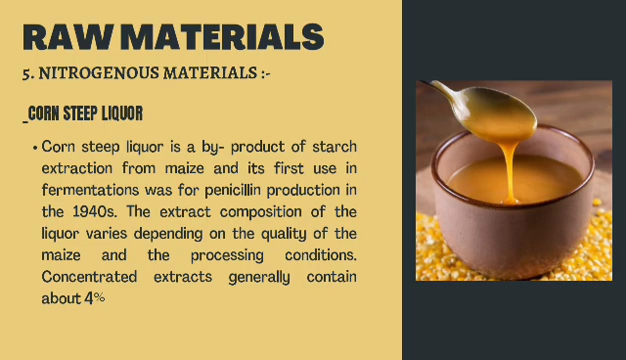 RAW MATERIALS
5. NITROGENOUS MATERIALS :-
_CORN STEEP LIQUOR
• Corn steep liquor is a by- product of starch
extraction from maize and its first use in
fermentations was for penicillin production in
the 1940s. The extract composition of the
liquor varies depending on the quality of the
maize and the processing conditions.
Concentrated extracts generally contain
about 4%